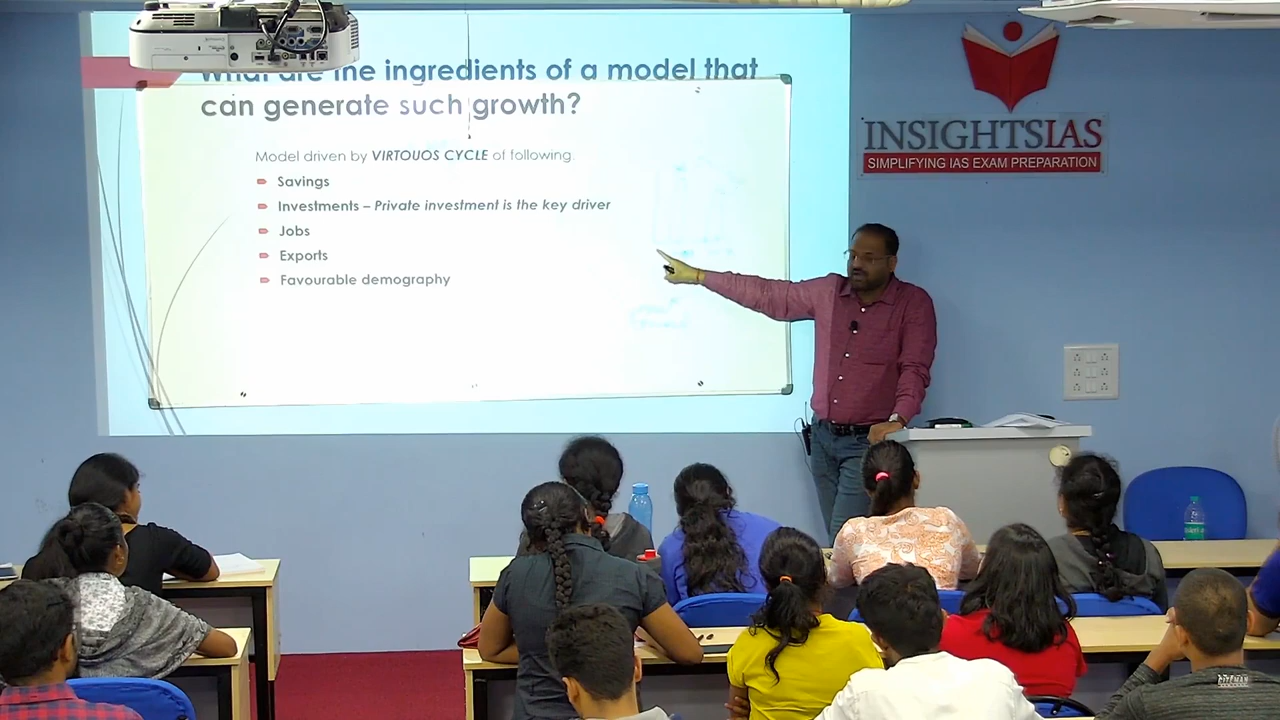 What are the ingredients of a model that
can generate such growth?
Model driven by VIRTOUOS CYCLE of following.
Savings
Investments – Private investment is the key driver
Jobs
Exports
Favourable demography
INSIGHTSIAS
SIMPLIFYING IAS EXAM PREPARATION